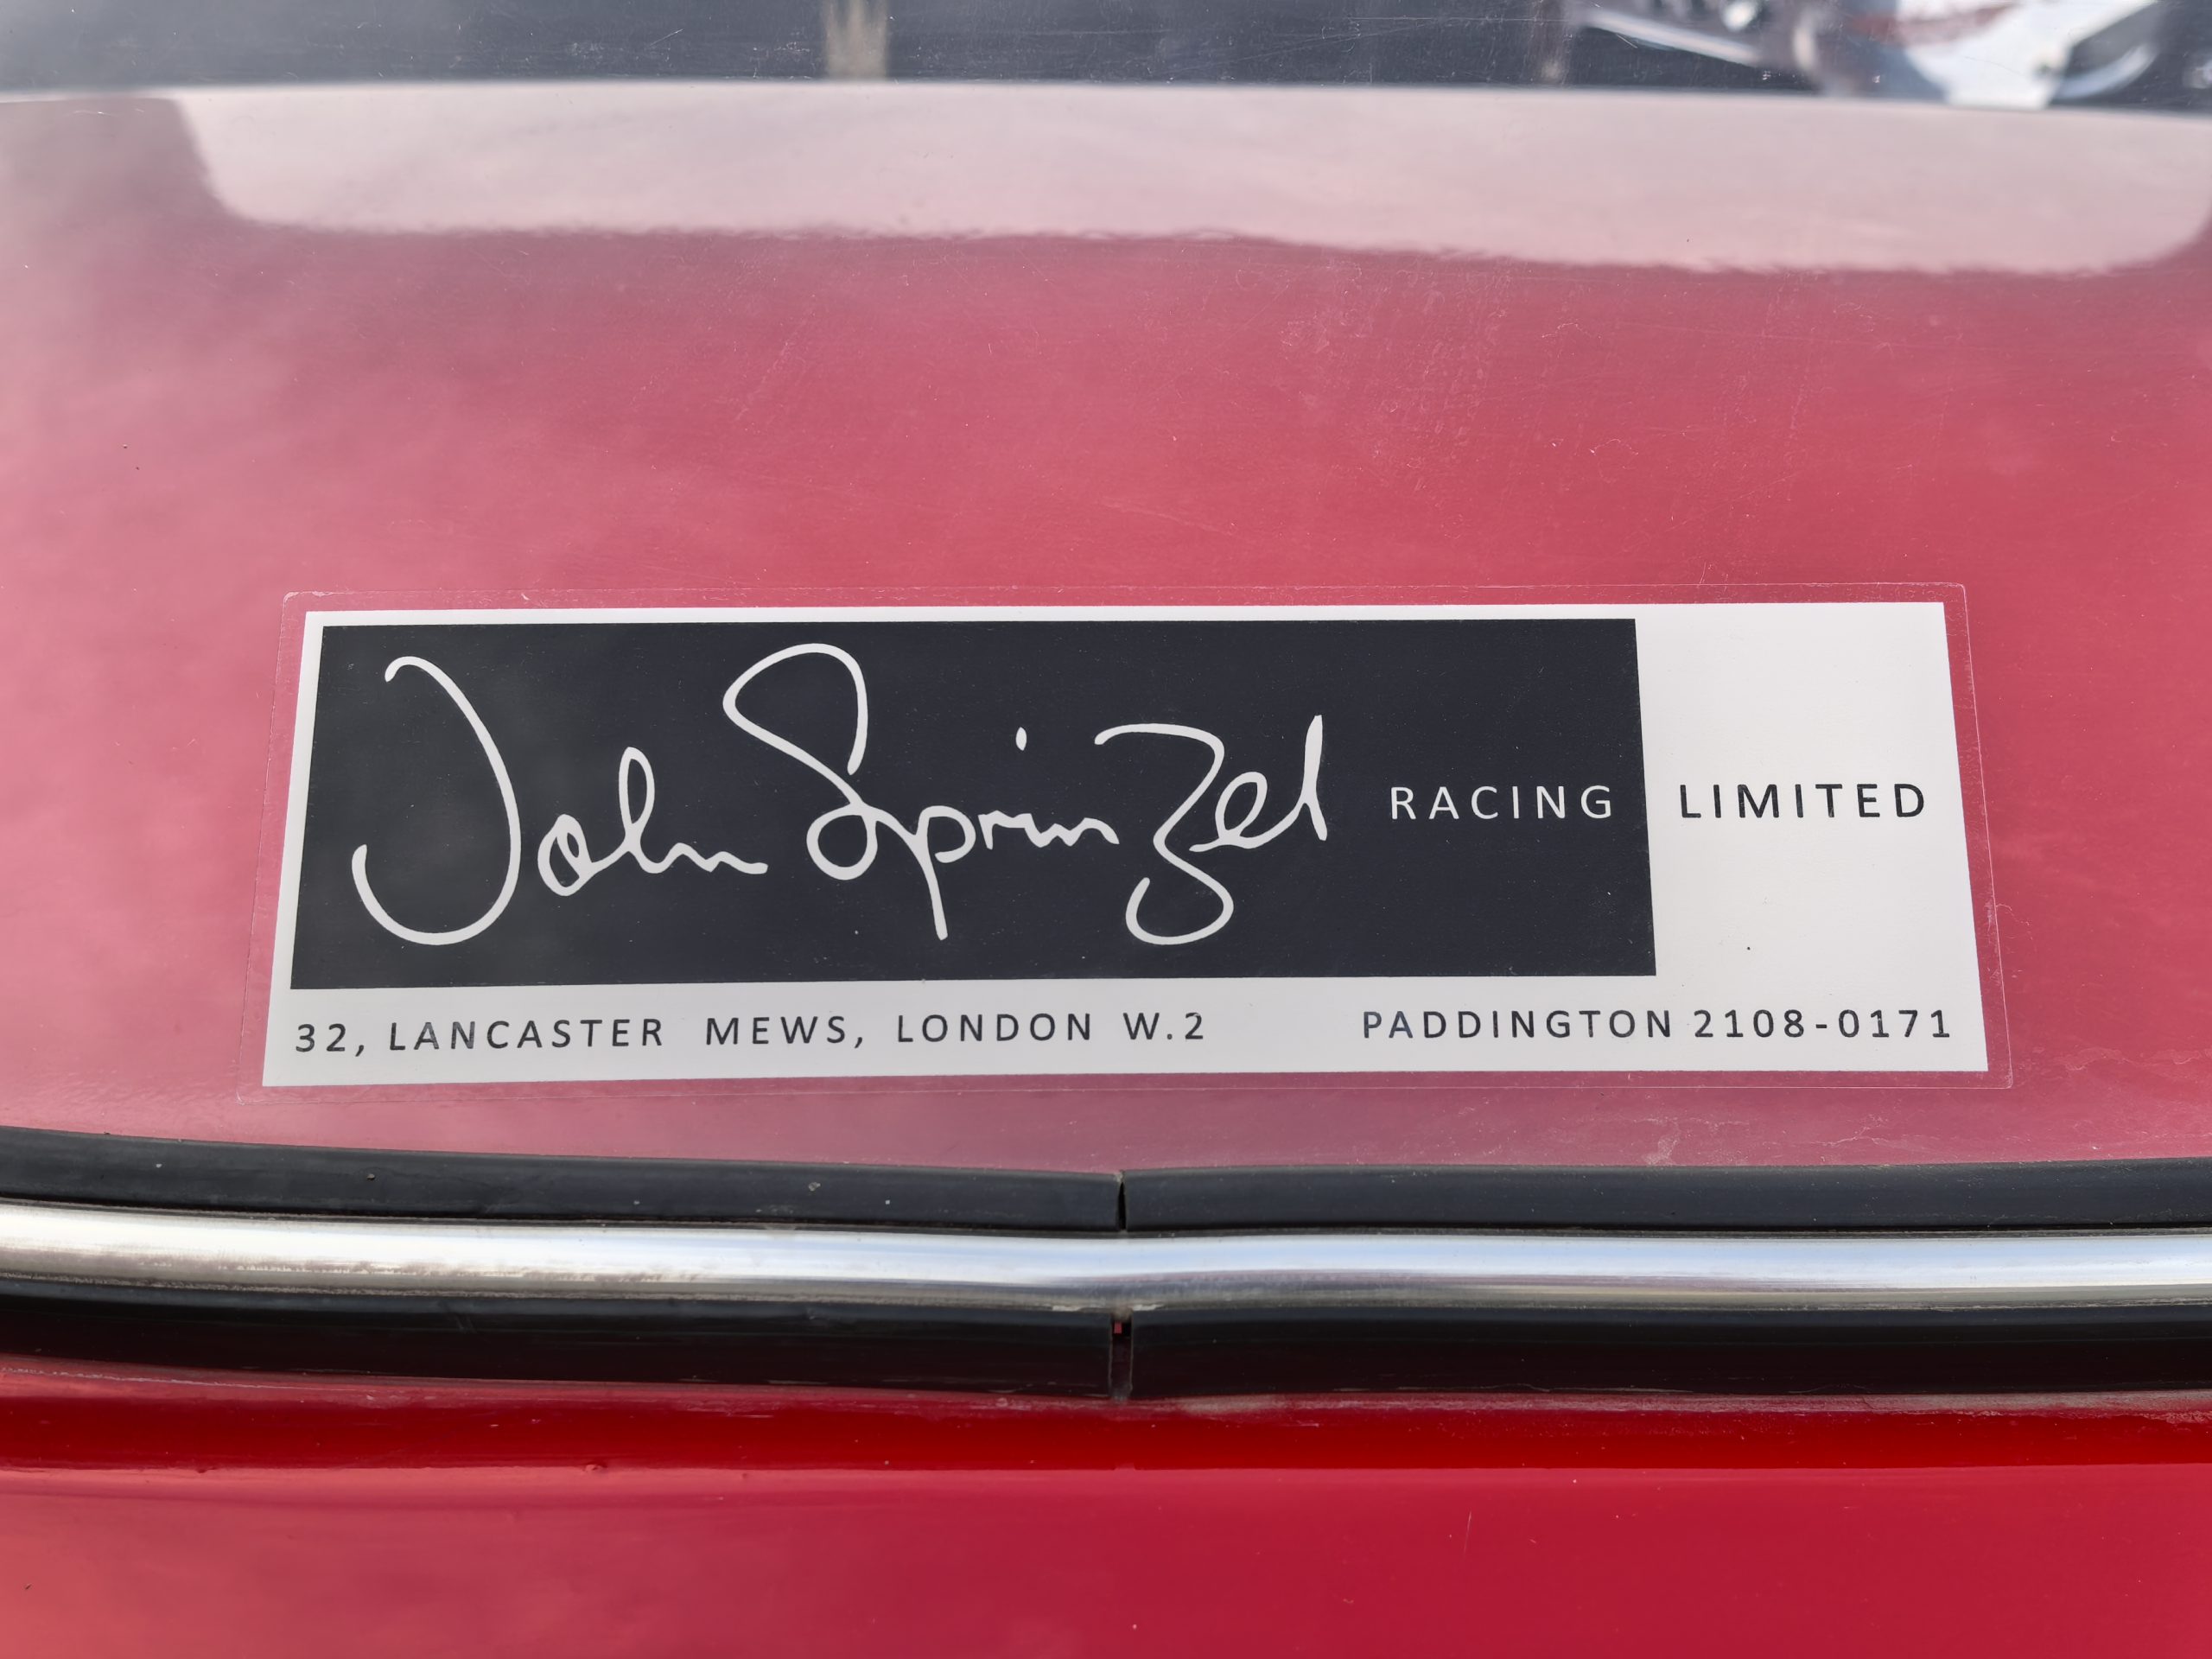 John Sprinzel RACING LIMITED
32, LANCASTER MEWS, LONDON W.2 PADDINGTON 2108-0171